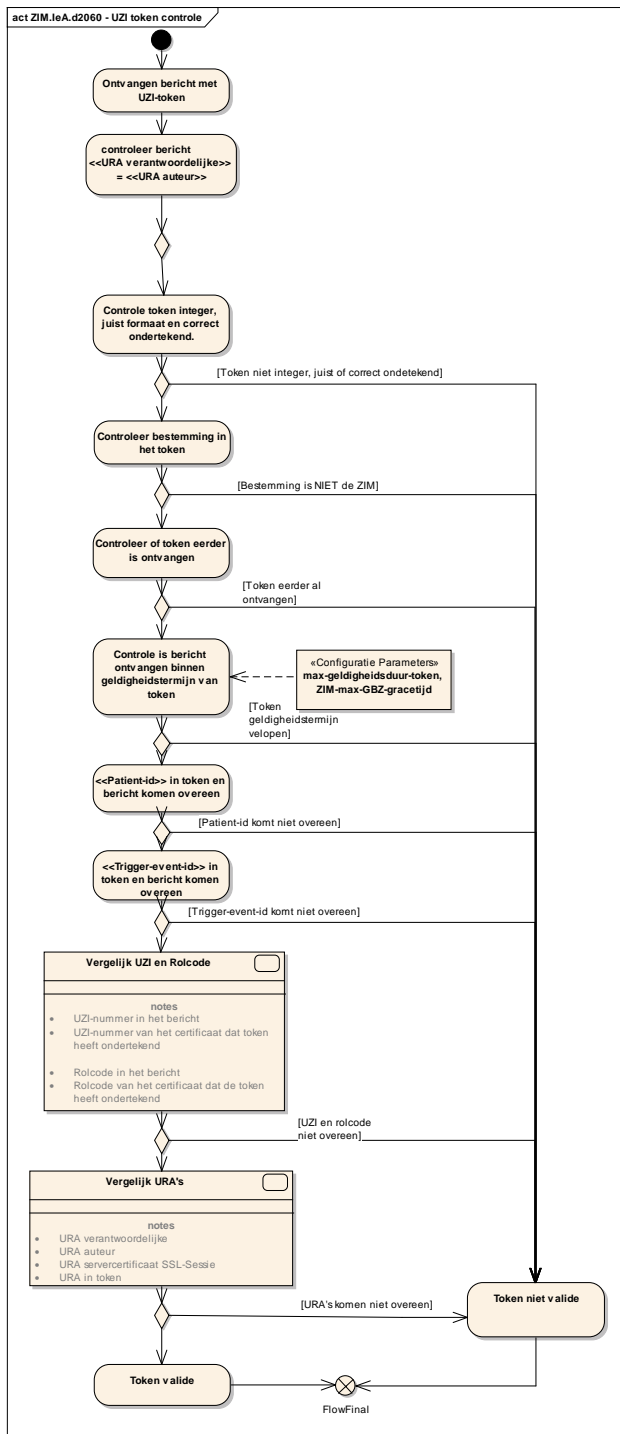 act ZIM.IeA.d2060 - UZI token controle
Ontvangen bericht met
UZI-token
controleer bericht
<<URA verantwoordelijke>>
= <<URA auteur>>
Controle token integer,
juist formaat en correct
ondertekend.
[Token niet integer, juist of correct ondetekend]
Controleer bestemming in
het token
[Bestemming is NIET de ZIM]
Controleer of token eerder
is ontvangen
[Token eerder al
ontvangen]
Controle is bericht
ontvangen binnen
geldigheidstermijn van
token
«Configuratie Parameters»
max-geldigheidsduur-token,
ZIM-max-GBZ-gracetijd
[Token
geldigheidstermijn
velopen]
<<Patient-id>> in token en
bericht komen overeen
[Patient-id komt niet overeen]
<<Trigger-event-id>> in
token en bericht komen
overeen
[Trigger-event-id komt niet overeen]
Vergelijk UZI en Rolcode
notes
• UZI-nummer in het bericht
• UZI-nummer van het certificaat dat token
heeft ondertekend
• Rolcode in het bericht
• Rolcode van het certificaat dat de token
heeft ondertekend
[UZI en rolcode
niet overeen]
Vergelijk URA's
notes
• URA verantwoordelijke
• URA auteur
• URA servercertificaat SSL-Sessie
• URA in token
[URA's komen niet overeen]
Token niet valide
Token valide
FlowFinal